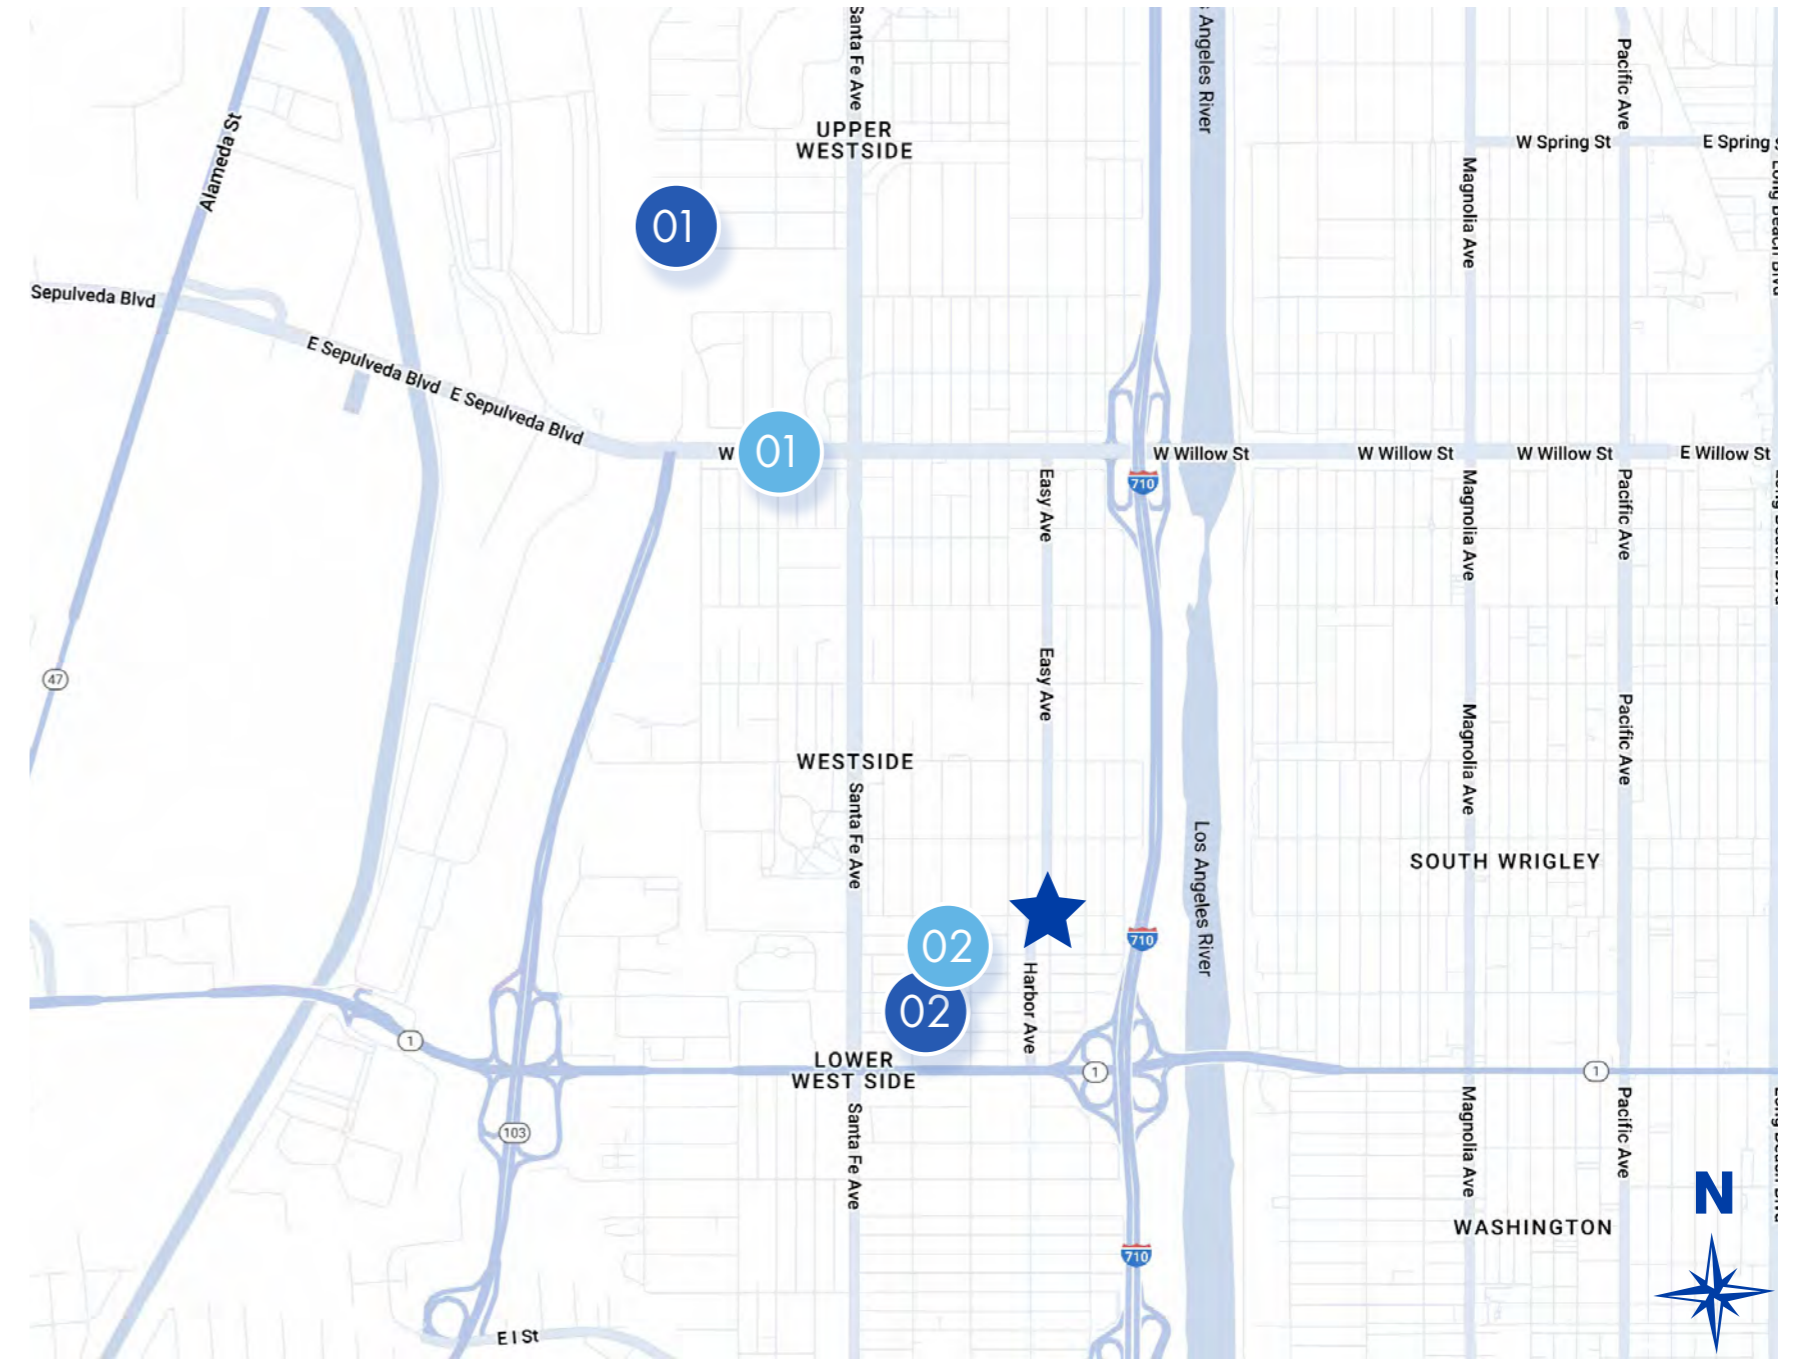 Santa Fe Ave
Angeles River
Pacific Ave
UPPER
WESTSIDE
W Spring St
E Spring
Alameda St
Magnolia Ave
01
Sepulveda Blvd
E Sepulveda Blvd
E Sepulveda Blvd
W
01
W Willow St
W Willow St
W Willow St
E Willow St
710
Easy Ave
Magnolia Ave
Pacific Ave
Easy Ave
47
Magnolia Ave
Pacific Ave
WESTSIDE
Santa Fe Ave
Los Angeles River
SOUTH WRIGLEY
02
710
02
Harbor Ave
1
LOWER
WEST SIDE
1
1
103
Santa Fe Ave
Magnolia Ave
Pacific Ave
N
WASHINGTON
710
E I St